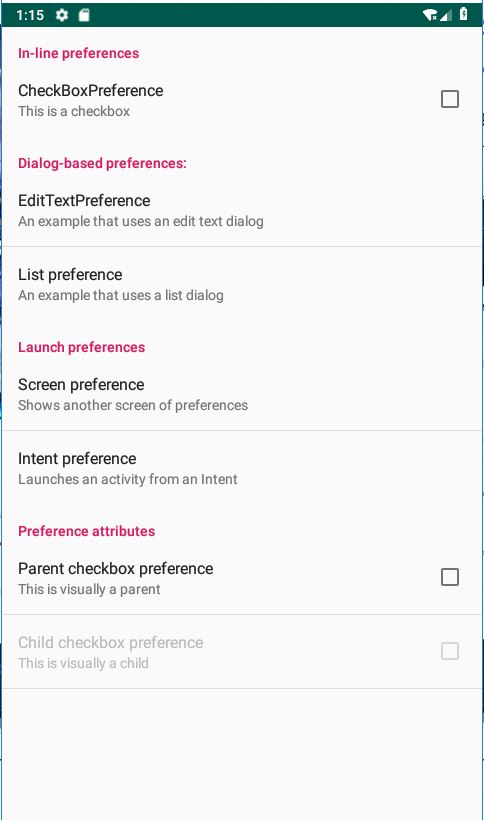 1:15
In-line preferences
CheckBoxPreference
This is a checkbox
Dialog-based preferences:
EditTextPreference
An example that uses an edit text dialog
List preference
An example that uses a list dialog
Launch preferences
Screen preference
Shows another screen of preferences
Intent preference
Launches an activity from an Intent
Preference attributes
Parent checkbox preference
This is visually a parent
Child checkbox preference
This is visually a child